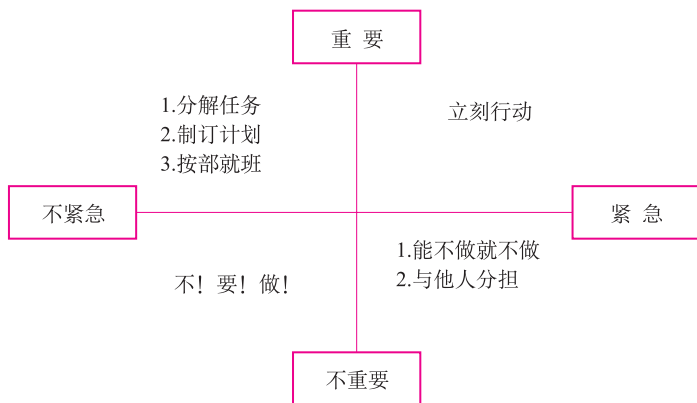 重 要
1.分解任务
2.制订计划
3.按部就班
立刻行动
不紧急
紧 急
不！要！做！
1.能不做就不做
2.与他人分担
不重要